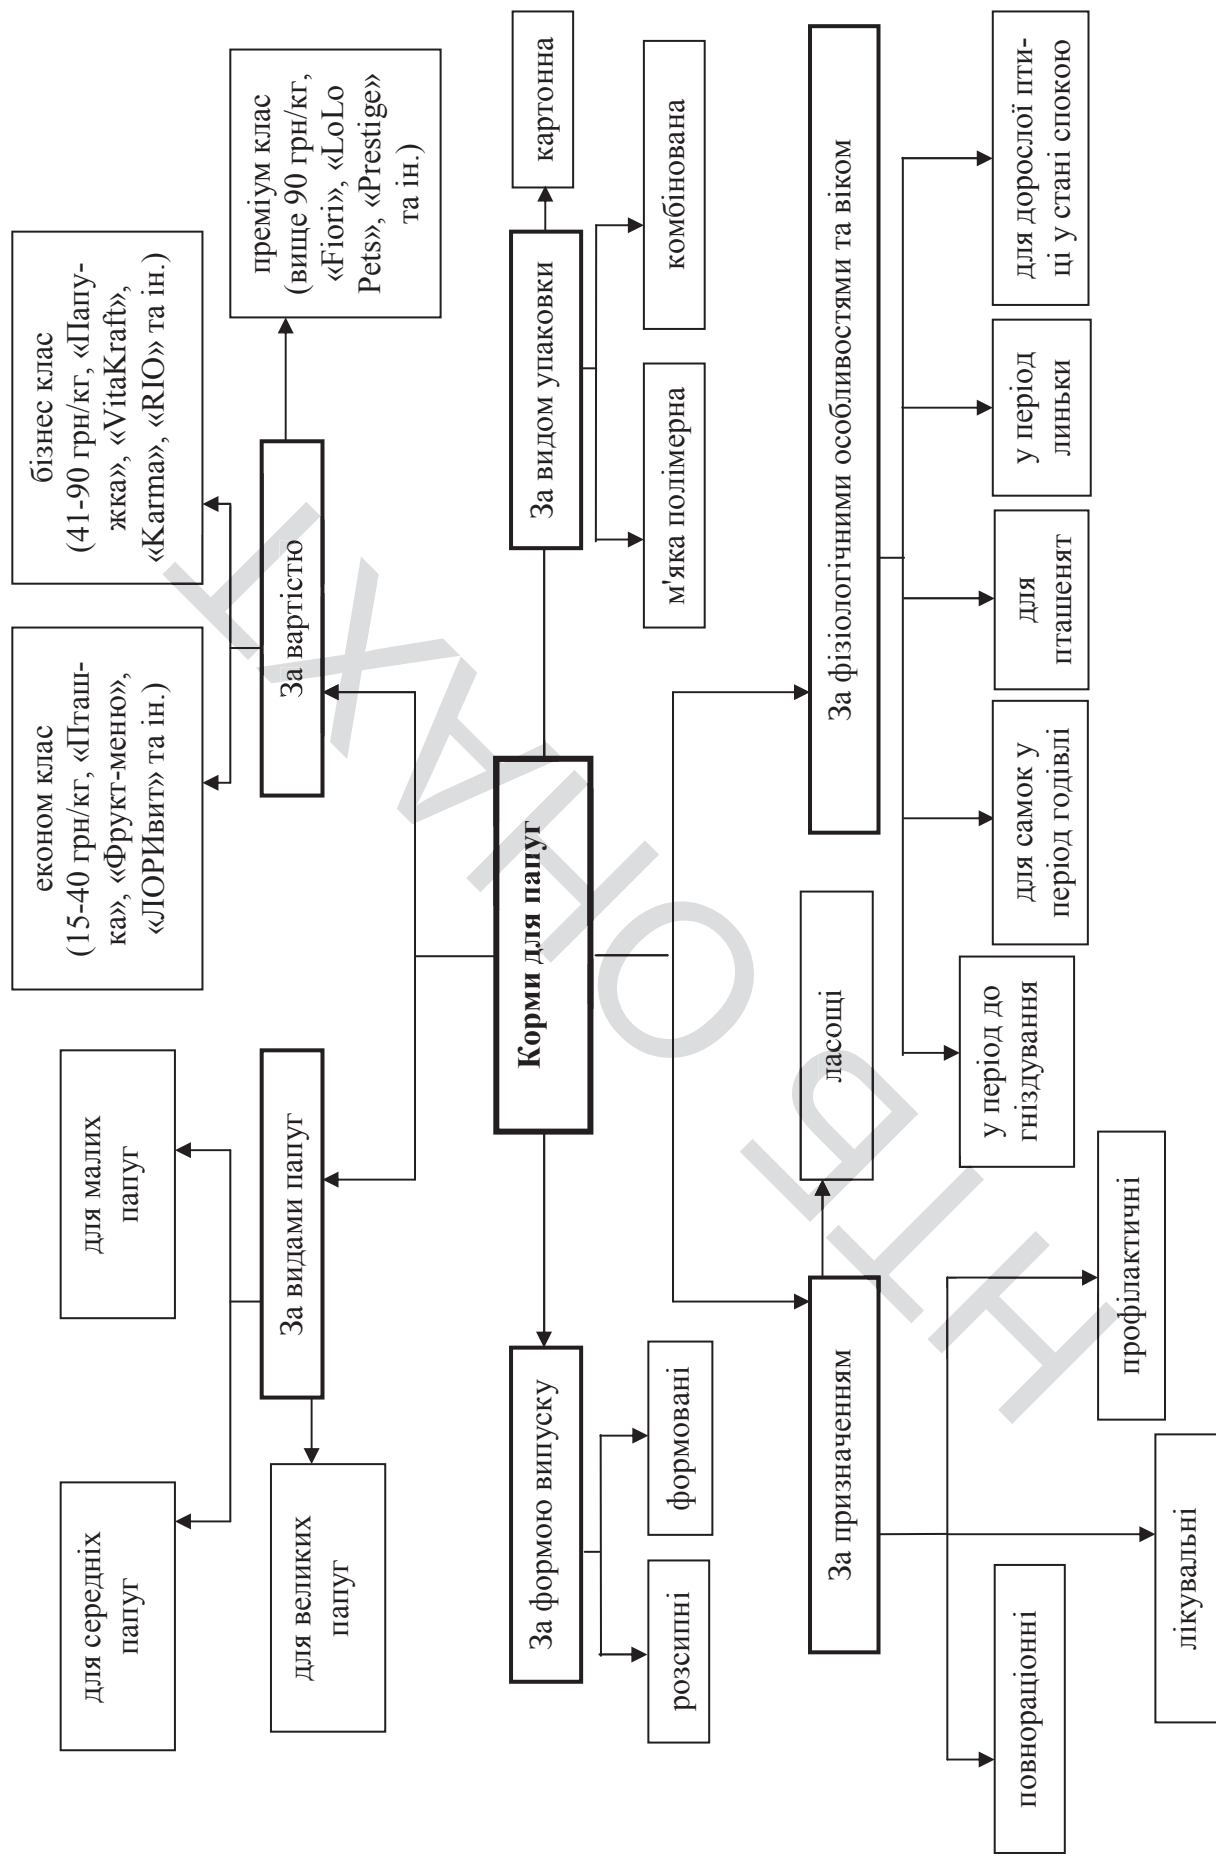 для середніх
папуг
для малих
папуг
економ клас
(15-40 грн/кг, «Пташ-
ка», «Фрукт-меню»,
«ЛОРИвит» та ін.)
бізнес клас
(41-90 грн/кг, «Папу-
жка», «VitaKraft»,
«Karma», «RIO» та ін.)
для великих
папуг
За видами папуг
За вартістю
преміум клас
(вище 90 грн/кг,
«Fiori», «LoLo
Pets», «Prestige»
та ін.)
Корми для папуг
За формою випуску
За видом упаковки
картонна
розсипні
формовані
м'яка полімерна
комбінована
За призначенням
ласощі
За фізіологічними особливостями та віком
повнораціонні
лікувальні
профілактичні
у період до
гніздування
для самок у
період годівлі
для
пташенят
у період
линьки
для дорослої пти-
ці у стані спокою
НТБ ОНАХТ